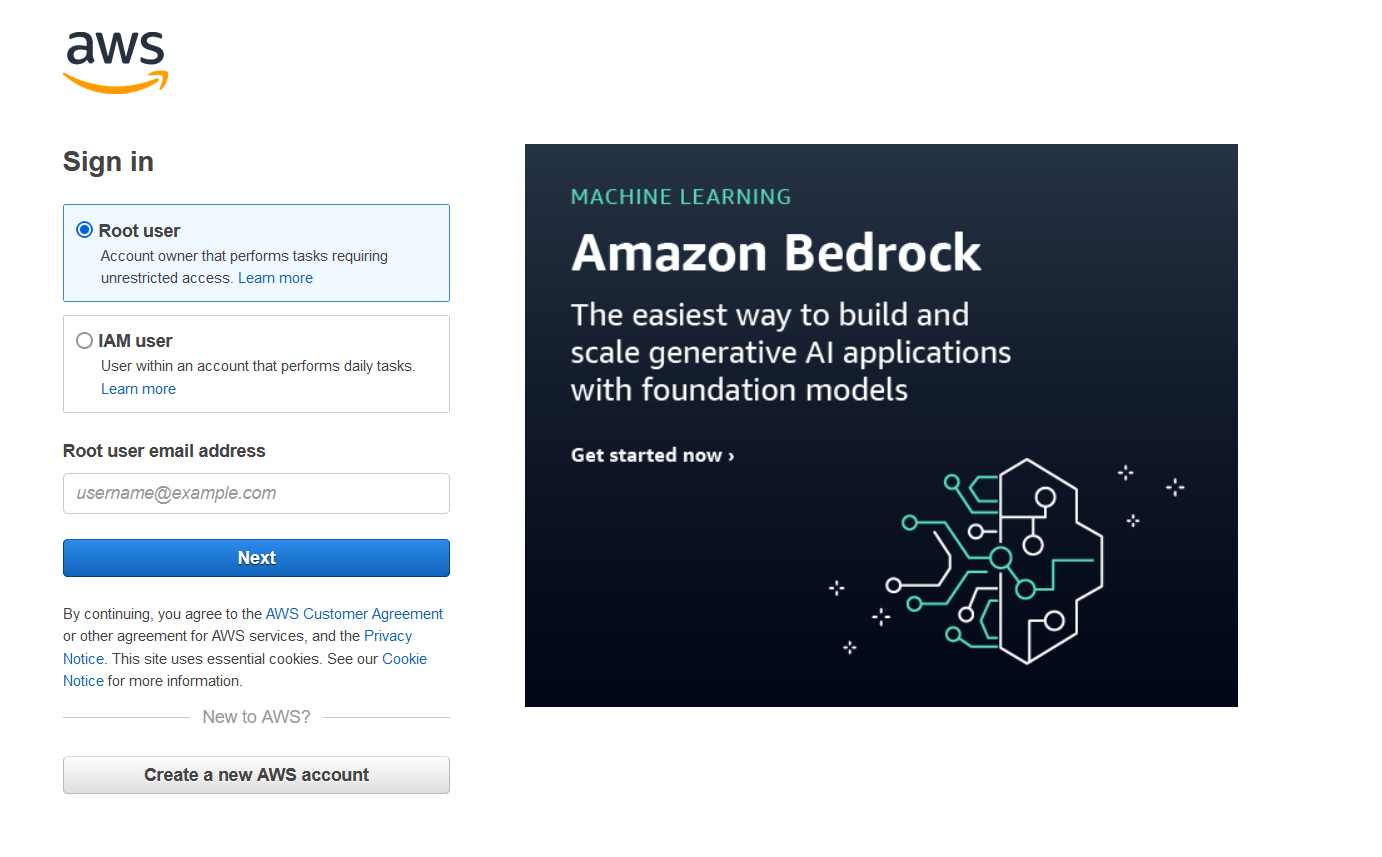 aws
Sign in
Root user
Account owner that performs tasks requiring
unrestricted access. Learn more
IAM user
User within an account that performs daily tasks.
Learn more
Root user email address
username@example.com
Next
By continuing, you agree to the AWS Customer Agreement
or other agreement for AWS services, and the Privacy
Notice. This site uses essential cookies. See our Cookie
Notice for more information.
New to AWS?
Create a new AWS account
MACHINE LEARNING
Amazon Bedrock
The easiest way to build and
scale generative AI applications
with foundation models
Get started now ›